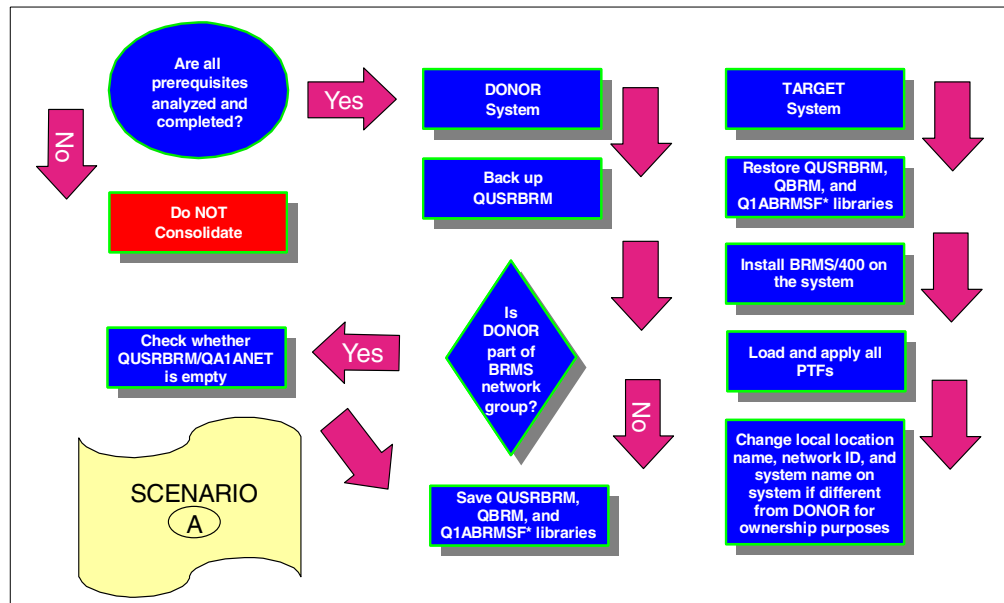 Are all
prerequisites
analyzed and
completed?
Yes
No
Do NOT
Consolidate
DONOR
System
Back up
QUSRBRM
Is
DONOR
part of
BRMS
network
group?
Yes
No
Check whether
QUSRBRM/QA1ANET
is empty
Save QUSRBRM,
QBRM, and
Q1ABRMSF* libraries
SCENARIO
A
TARGET
System
Restore QUSRBRM,
QBRM, and
Q1ABRMSF* libraries
Install BRMS/400 on
the system
Load and apply all
PTFs
Change local location
name, network ID, and
system name on
system if different
from DONOR for
ownership purposes